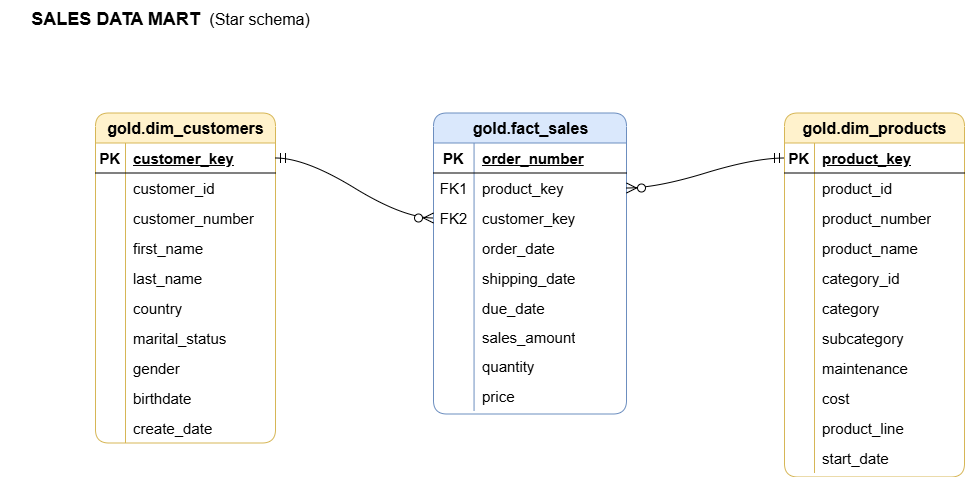 SALES DATA MART (Star schema)
gold.dim_customers
PK customer_key
customer_id
customer_number
first_name
last_name
country
marital_status
gender
birthdate
create_date
gold.fact_sales
PK order_number
FK1 product_key
FK2 customer_key
order_date
shipping_date
due_date
sales_amount
quantity
price
gold.dim_products
PK product_key
product_id
product_number
product_name
category_id
category
subcategory
maintenance
cost
product_line
start_date